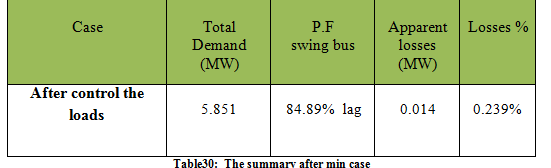 Case
Total
Demand
(MW)
P.F
swing bus
Apparent
losses
(MW)
Losses %
After control the
loads
5.851
84.89% lag
0.014
0.239%
Table30: The summary after min case